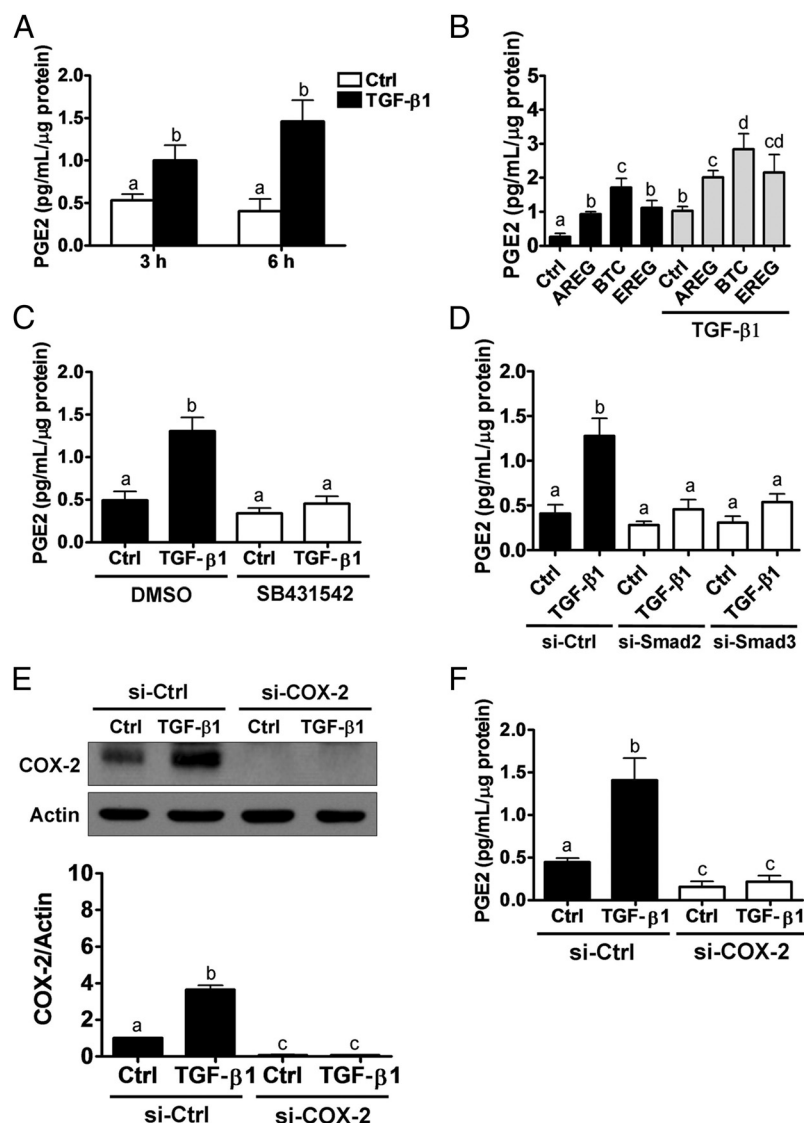 A
PGE2 (pg/mL/μg protein)
2.0
1.5
1.0
0.5
0.0
a
b
a
b
3 h
6 h
Ctrl
TGF-β1
B
PGE2 (pg/mL/μg protein)
5
4
3
2
1
0
a
b
c
b
b
c
d
cd
Ctrl
AREG
BTC
EREG
Ctrl
AREG
BTC
EREG
TGF-β1
C
PGE2 (pg/mL/μg protein)
2.0
1.5
1.0
0.5
0.0
a
b
a
a
Ctrl TGF-β1 Ctrl TGF-β1
DMSO SB431542
D
PGE2 (pg/mL/μg protein)
2.0
1.5
1.0
0.5
0.0
a
b
a
a
a
a
Ctrl
TGF-β1
Ctrl
TGF-β1
Ctrl
TGF-β1
si-Ctrl si-Smad2 si-Smad3
E
si-Ctrl si-COX-2
Ctrl TGF-β1 Ctrl TGF-β1
COX-2
Actin
COX-2/Actin
10
8
6
4
2
0
a
b
c
c
Ctrl TGF-β1 Ctrl TGF-β1
si-Ctrl si-COX-2
F
PGE2 (pg/mL/μg protein)
2.0
1.5
1.0
0.5
0.0
a
b
c
c
Ctrl TGF-β1 Ctrl TGF-β1
si-Ctrl si-COX-2